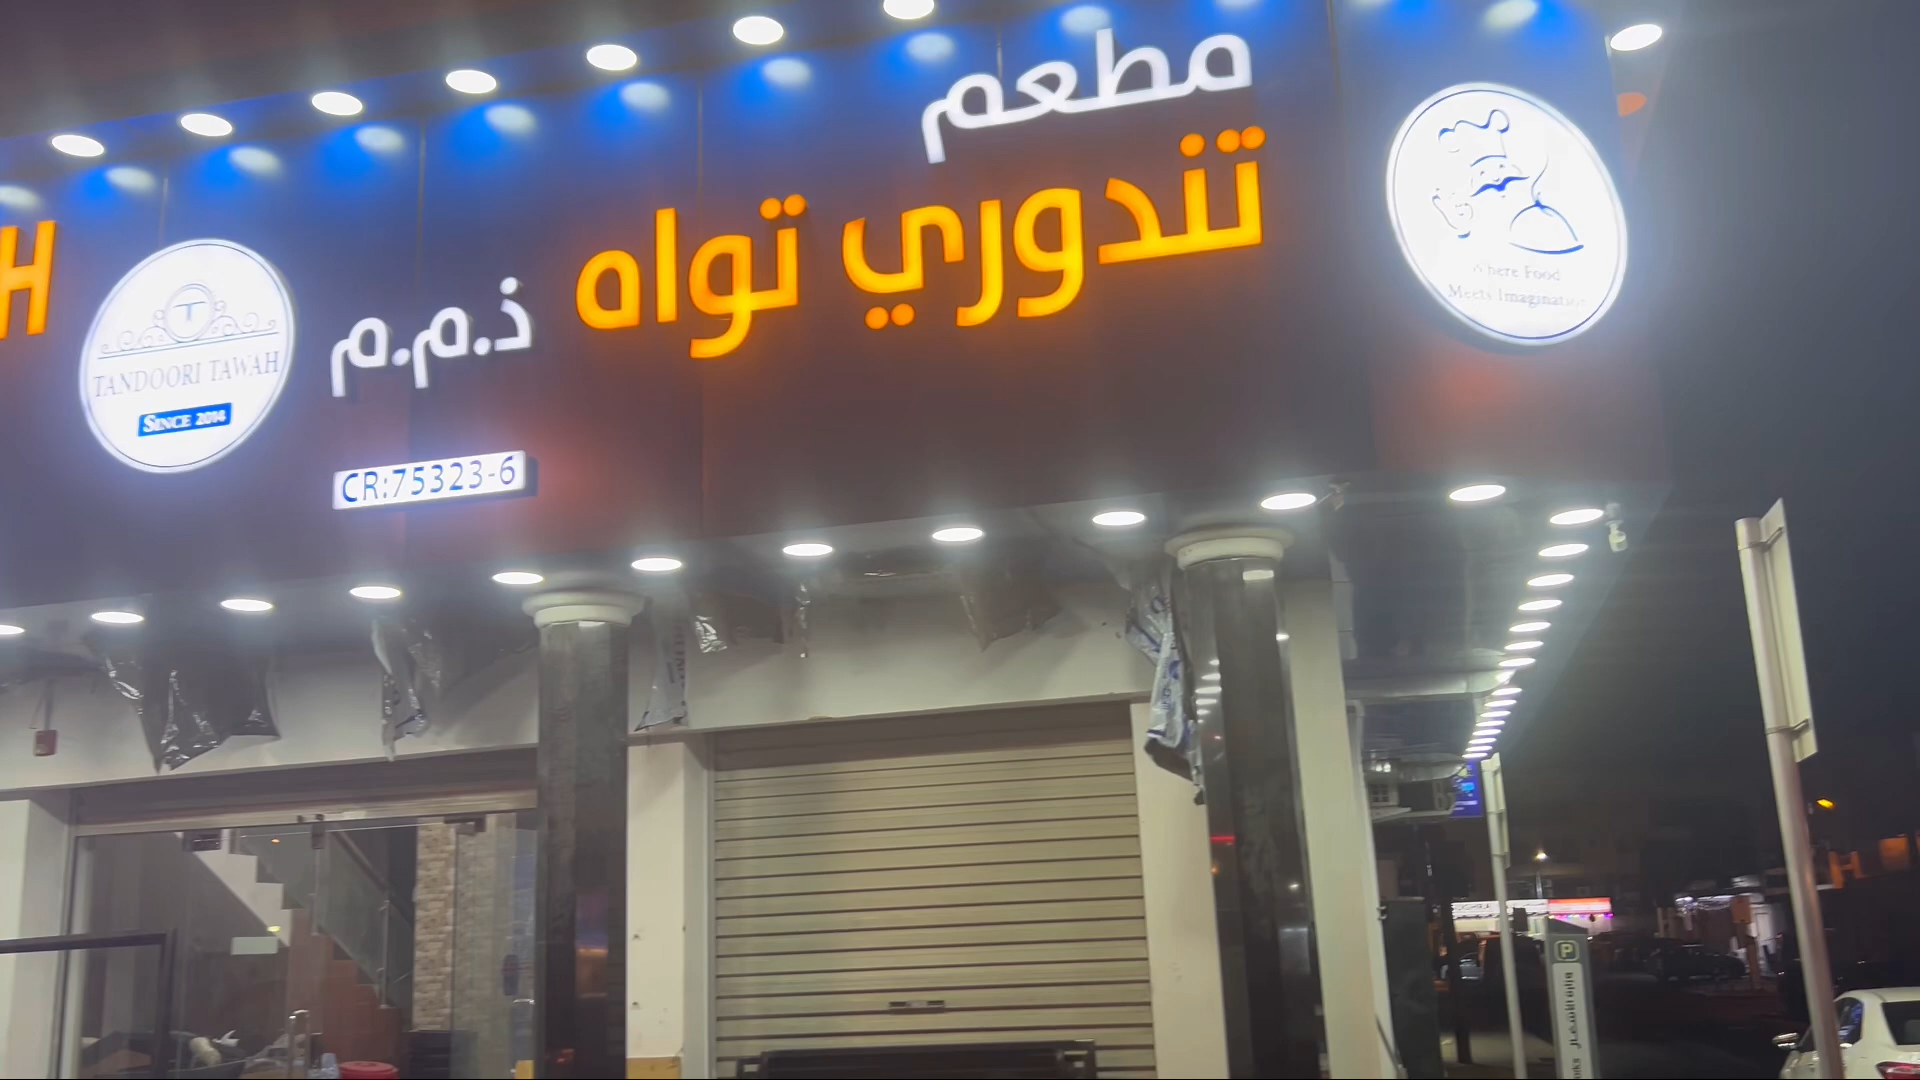 مطعم
تندوري تواه ذ.م.م
H
TANDOORI TAWAH
SINCE 2014
CR:75323-6
Where Food
Meets Imagination
P